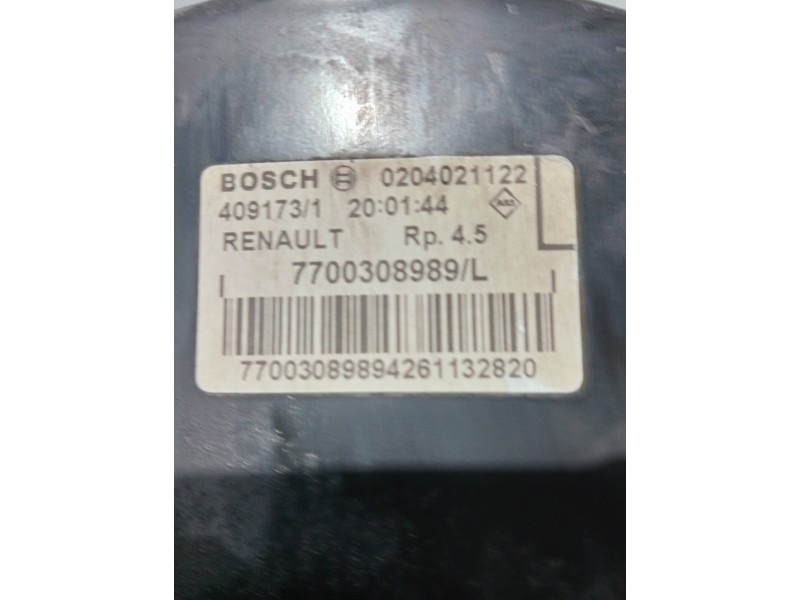 BOSCH 0204021122
409173/1 20:01:44
RENAULT Rp. 4.5
7700308989/L
77003089894261132820